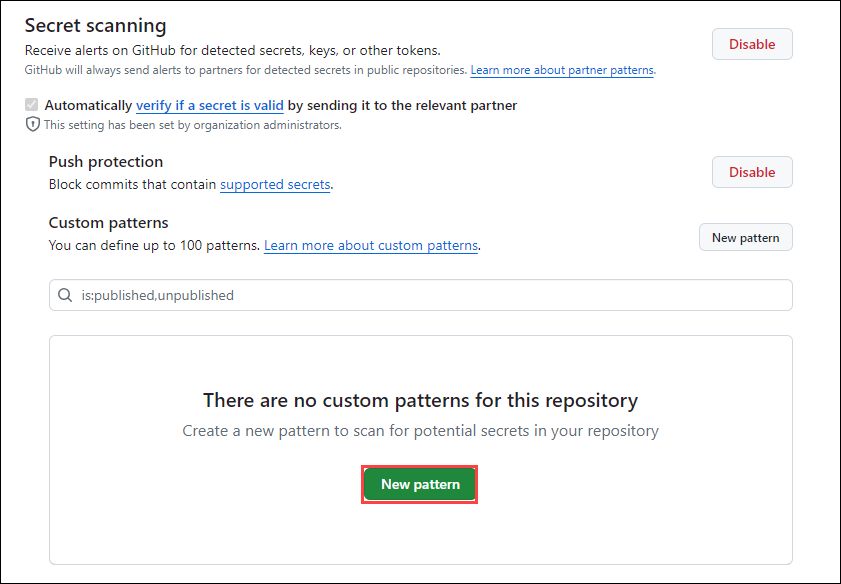 Secret scanning
Receive alerts on GitHub for detected secrets, keys, or other tokens.
Disable
GitHub will always send alerts to partners for detected secrets in public repositories. Learn more about partner patterns.
Automatically verify if a secret is valid by sending it to the relevant partner
This setting has been set by organization administrators.
Push protection
Block commits that contain supported secrets.
Disable
Custom patterns
You can define up to 100 patterns. Learn more about custom patterns.
New pattern
is:published,unpublished
There are no custom patterns for this repository
Create a new pattern to scan for potential secrets in your repository
New pattern